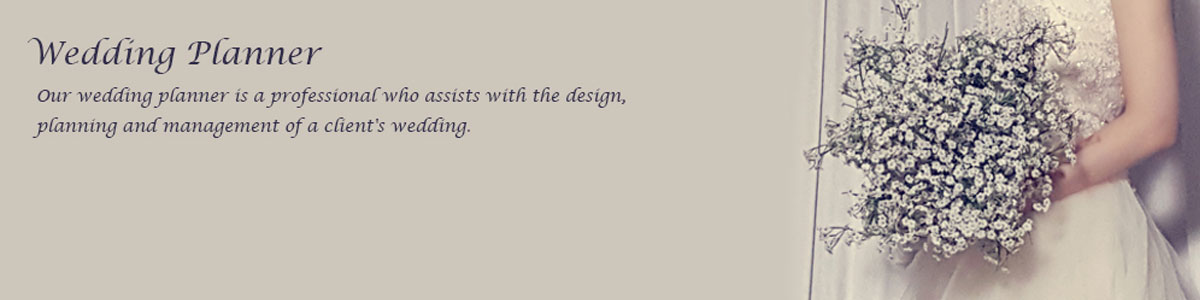 Wedding Planner
Our wedding planner is a professional who assists with the design,
planning and management of a client's wedding.